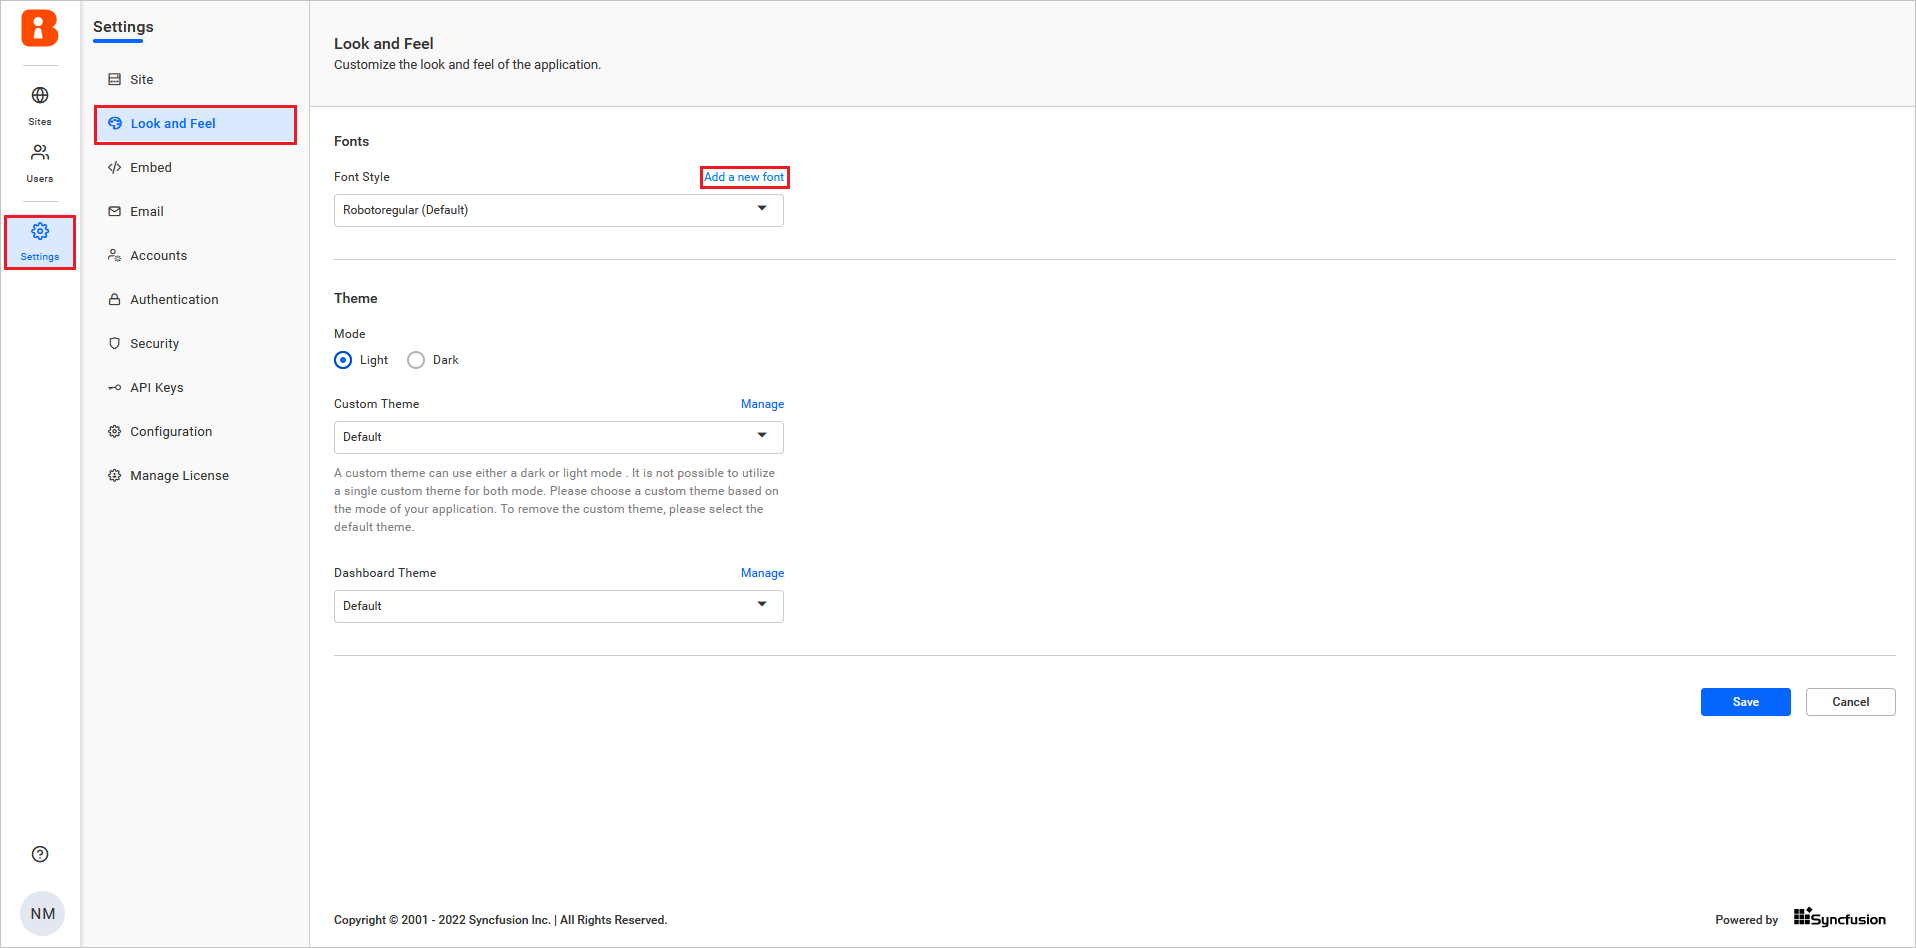 Sites
Users
Settings
NM
Settings
Site
Look and Feel
Embed
Email
Accounts
Authentication
Security
API Keys
Configuration
Manage License
Look and Feel
Customize the look and feel of the application.
Fonts
Font Style Add a new font
Robotoregular (Default)
Theme
Mode
Light Dark
Custom Theme Manage
Default
A custom theme can use either a dark or light mode . It is not possible to utilize
a single custom theme for both mode. Please choose a custom theme based on
the mode of your application. To remove the custom theme, please select the
default theme.
Dashboard Theme Manage
Default
Save Cancel
Copyright © 2001 - 2022 Syncfusion Inc. | All Rights Reserved.
Powered by Syncfusion